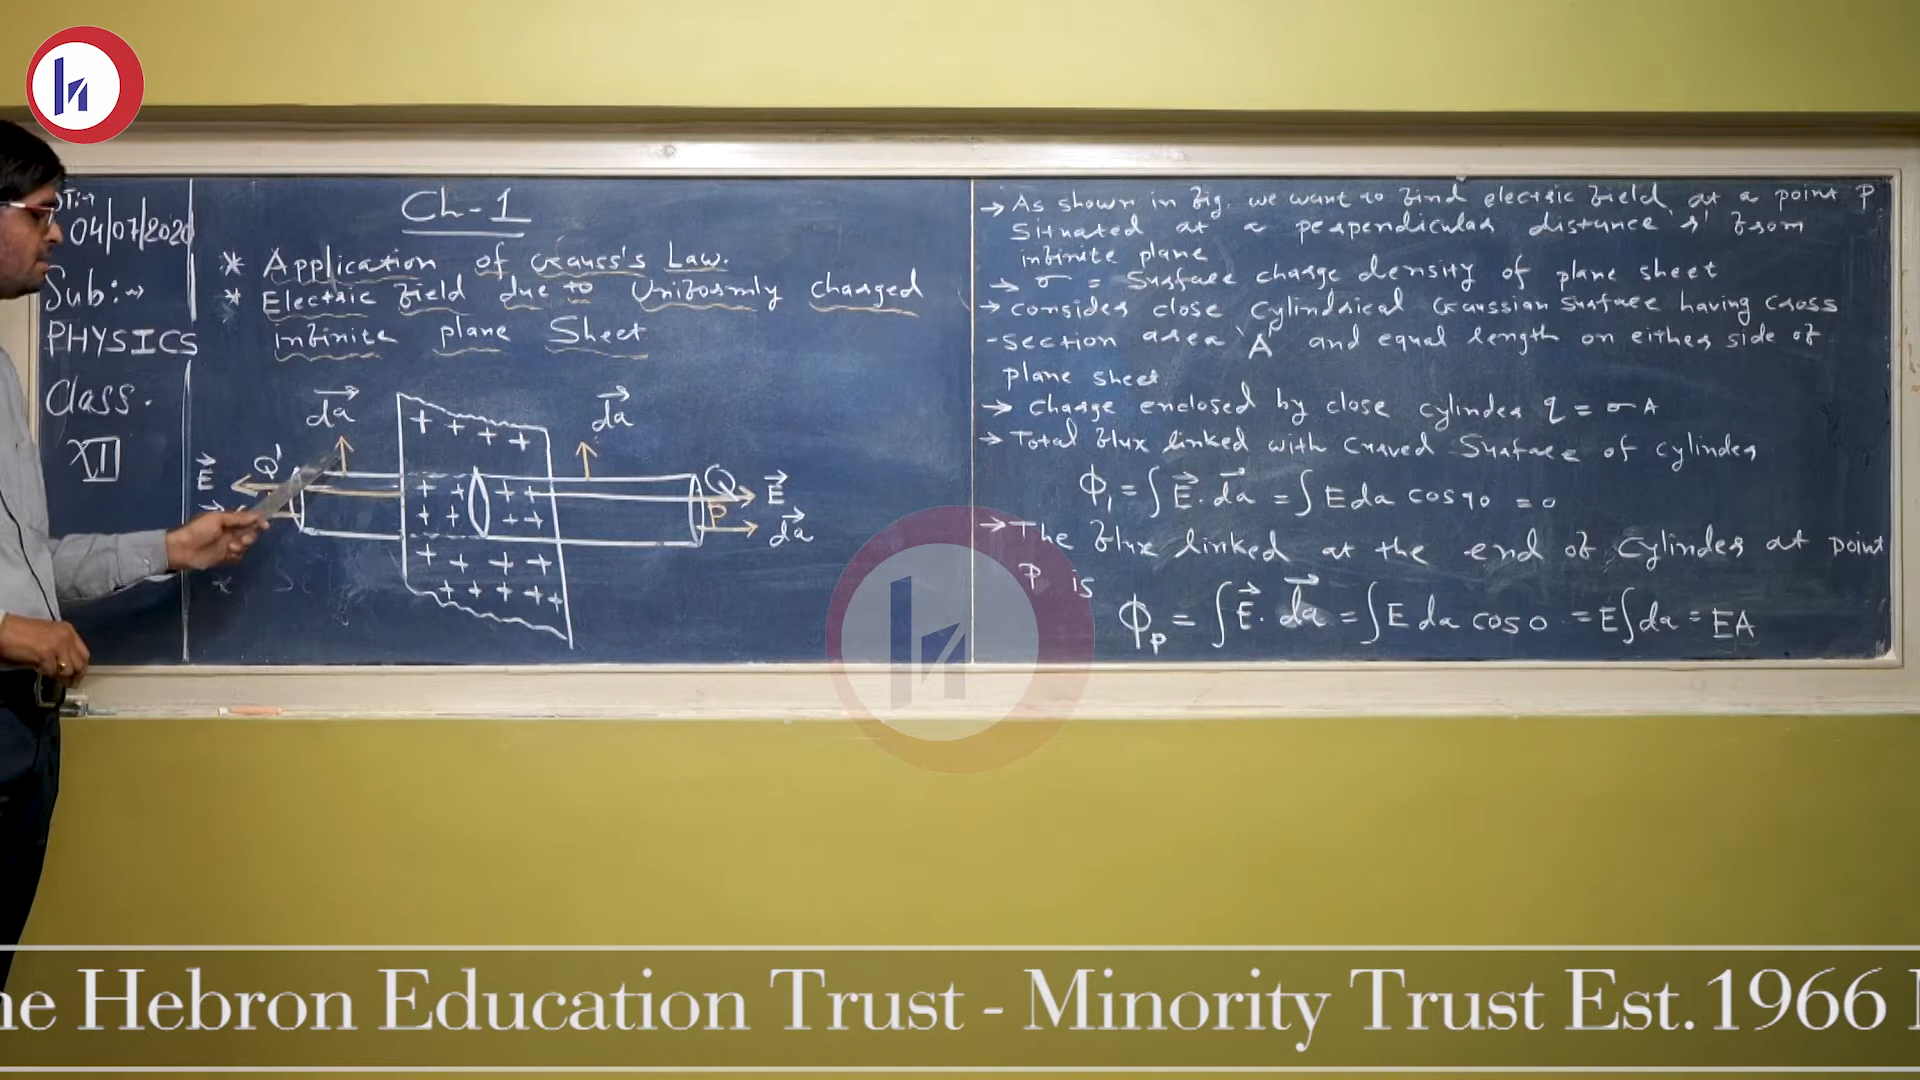 DT:→
04/07/2020
Sub:→
PHYSICS
Class.
XII
Ch-1
* Application of Gauss's Law.
* Electric field due to Uniformly charged
infinite plane Sheet
da da
E Q' Q E
P
da
+ + + +
+ + + +
+ + + +
+ + + +
+ + + + +
→ As shown in fig. we want to find electric field at a point P
Situated at a perpendicular distance 'r' from
infinite plane
→ σ = Surface charge density of plane sheet
→ consider close cylindrical Gaussian surface having cross
-section area 'A' and equal length on either side of
plane sheet.
→ Charge enclosed by close cylinder q = σA
→ Total flux linked with curved Surface of cylinder
ϕ₁ = ∫ E⃗ . da⃗ = ∫ E da cos 90 = 0
→ The flux linked at the end of cylinder at point
P is
ϕₚ = ∫ E⃗ . da⃗ = ∫ E da cos 0 = E∫da = EA
ne Hebron Education Trust - Minority Trust Est.1966